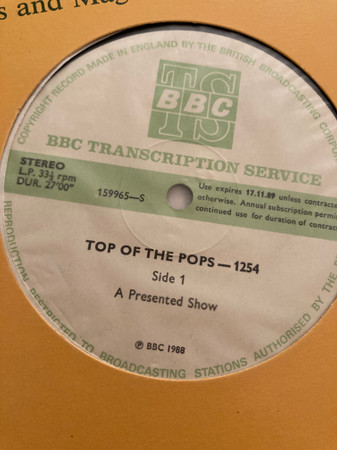 s and Mag
COPYRIGHT RECORD MADE IN ENGLAND BY THE BRITISH BROADCASTING
TS
BBC
BBC TRANSCRIPTION SERVICE
STEREO
L.P. 33⅓ rpm
DUR. 27'00"
159965—S
Use expires 17.11.89 unless contracte
otherwise. Annual subscription permi
continued use for duration of contrac
TOP OF THE POPS — 1254
Side 1
A Presented Show
℗ BBC 1988
REPRODUCTION RESTRICTED TO BROADCASTING STATIONS AUTHORISED BY THE